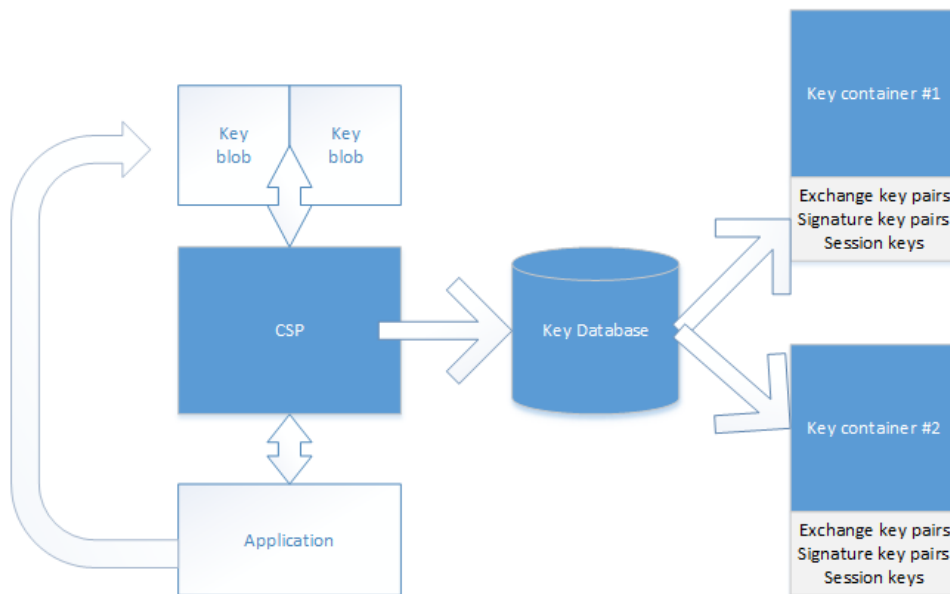 Key container #1
Key
blob
Key
blob
Exchange key pairs
Signature key pairs
Session keys
CSP
Key Database
Key container #2
Application
Exchange key pairs
Signature key pairs
Session keys